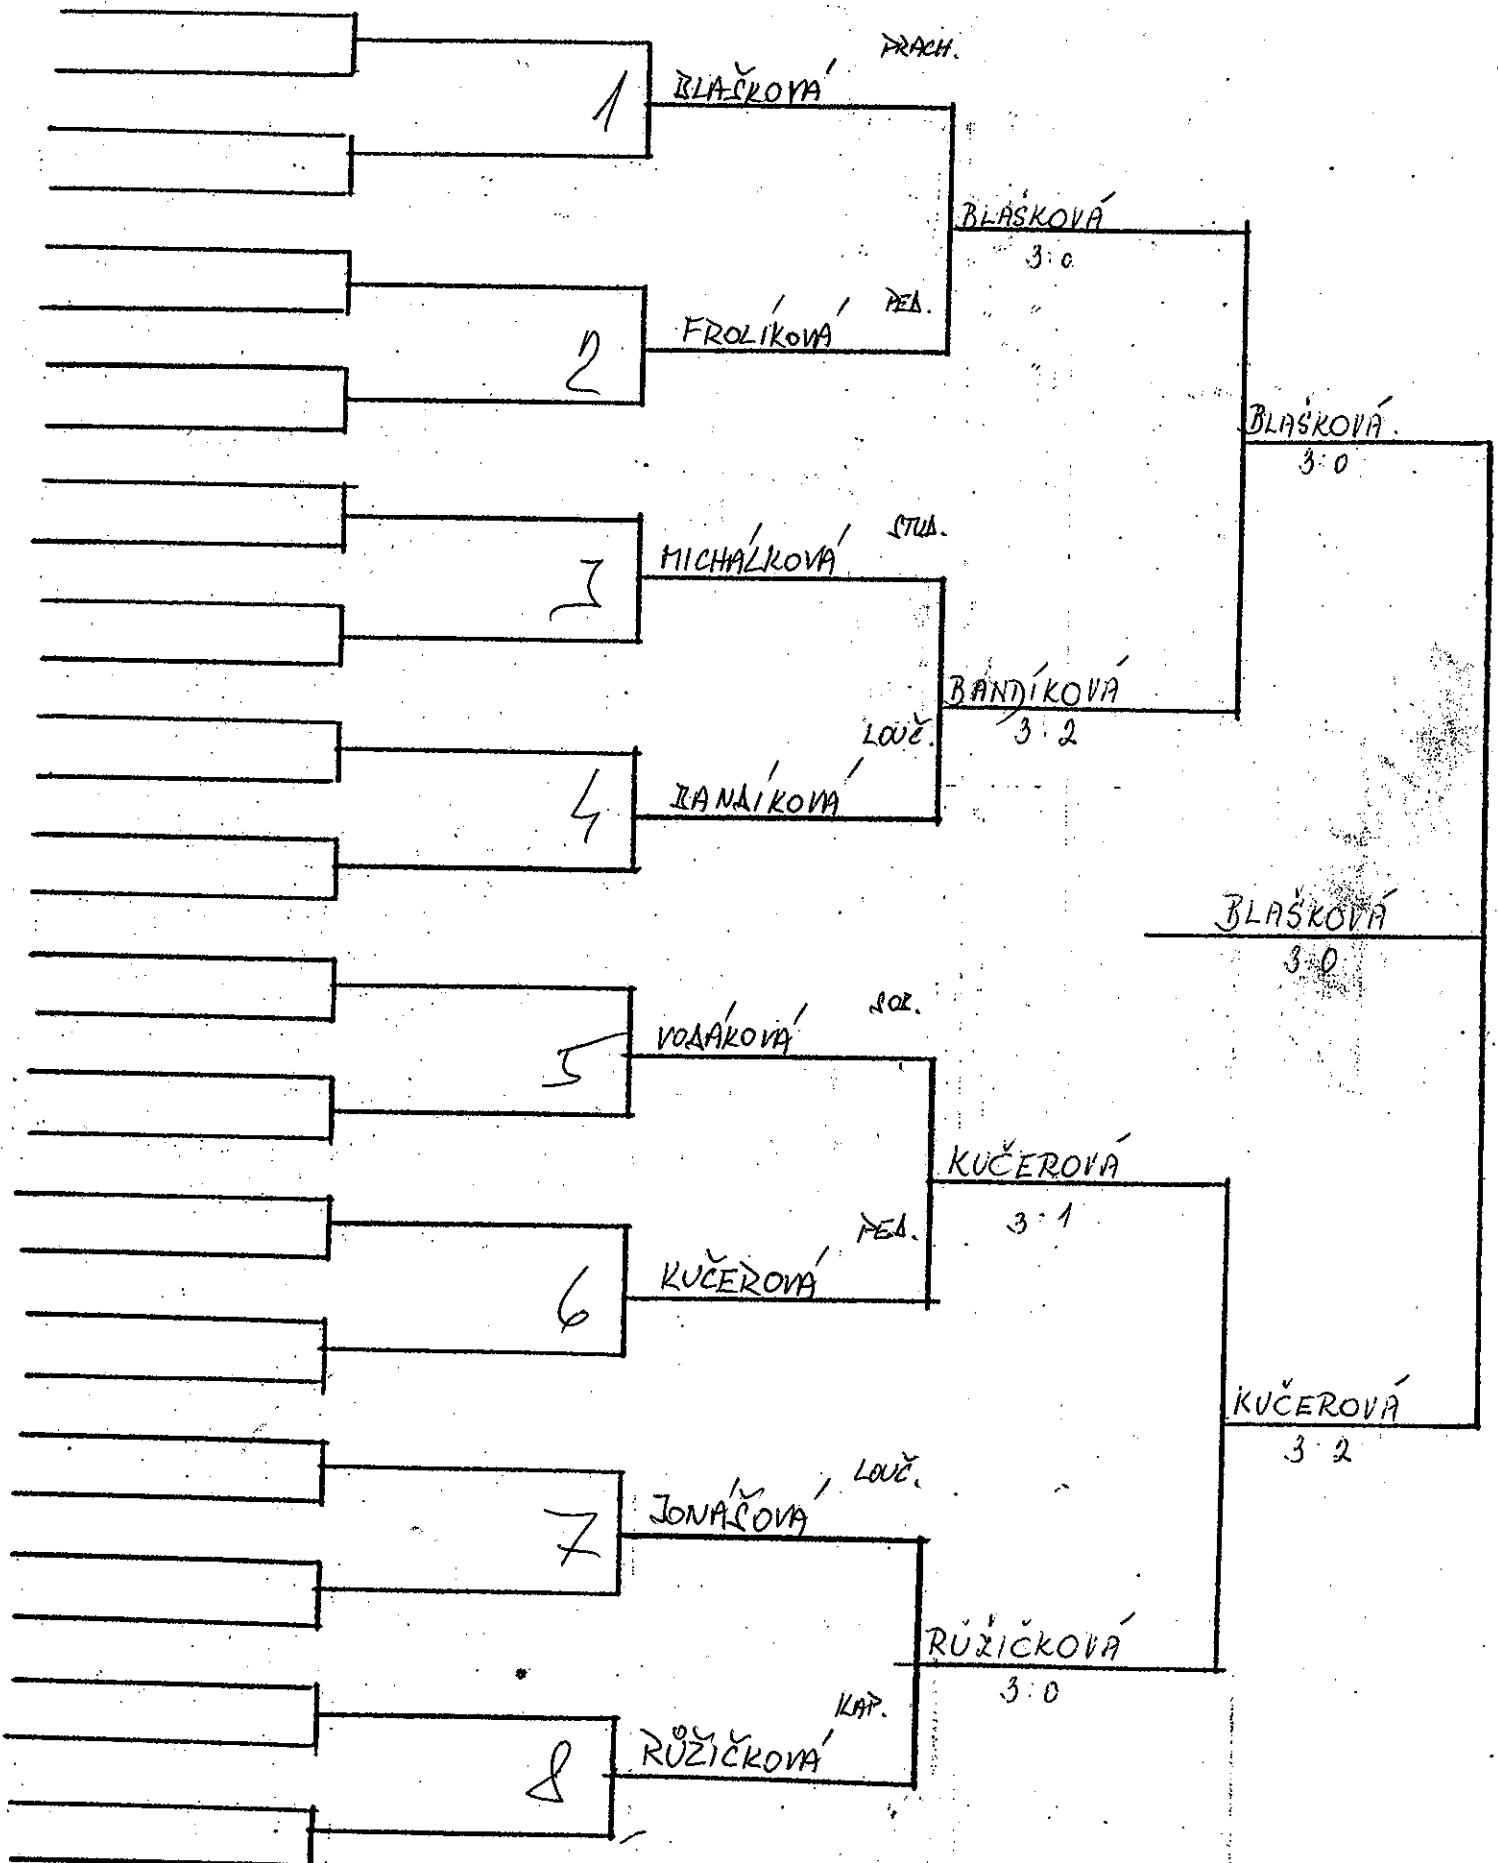 PRACH.
1 BLAŠKOVÁ
BLAŠKOVÁ
3:0
PED.
2 FROLÍKOVÁ
BLAŠKOVÁ.
3:0
STUD.
3 MICHÁLKOVÁ
BANDÍKOVÁ
3:2
LOUČ.
4 BANDÍKOVÁ
BLAŠKOVÁ
3:0
SOB.
5 VODÁKOVÁ
KUČEROVÁ
3:1
PED.
6 KUČEROVÁ
KUČEROVÁ
3:2
LOUČ.
7 JONÁŠOVÁ
RŮŽIČKOVÁ
3:0
KAP.
8 RŮŽIČKOVÁ